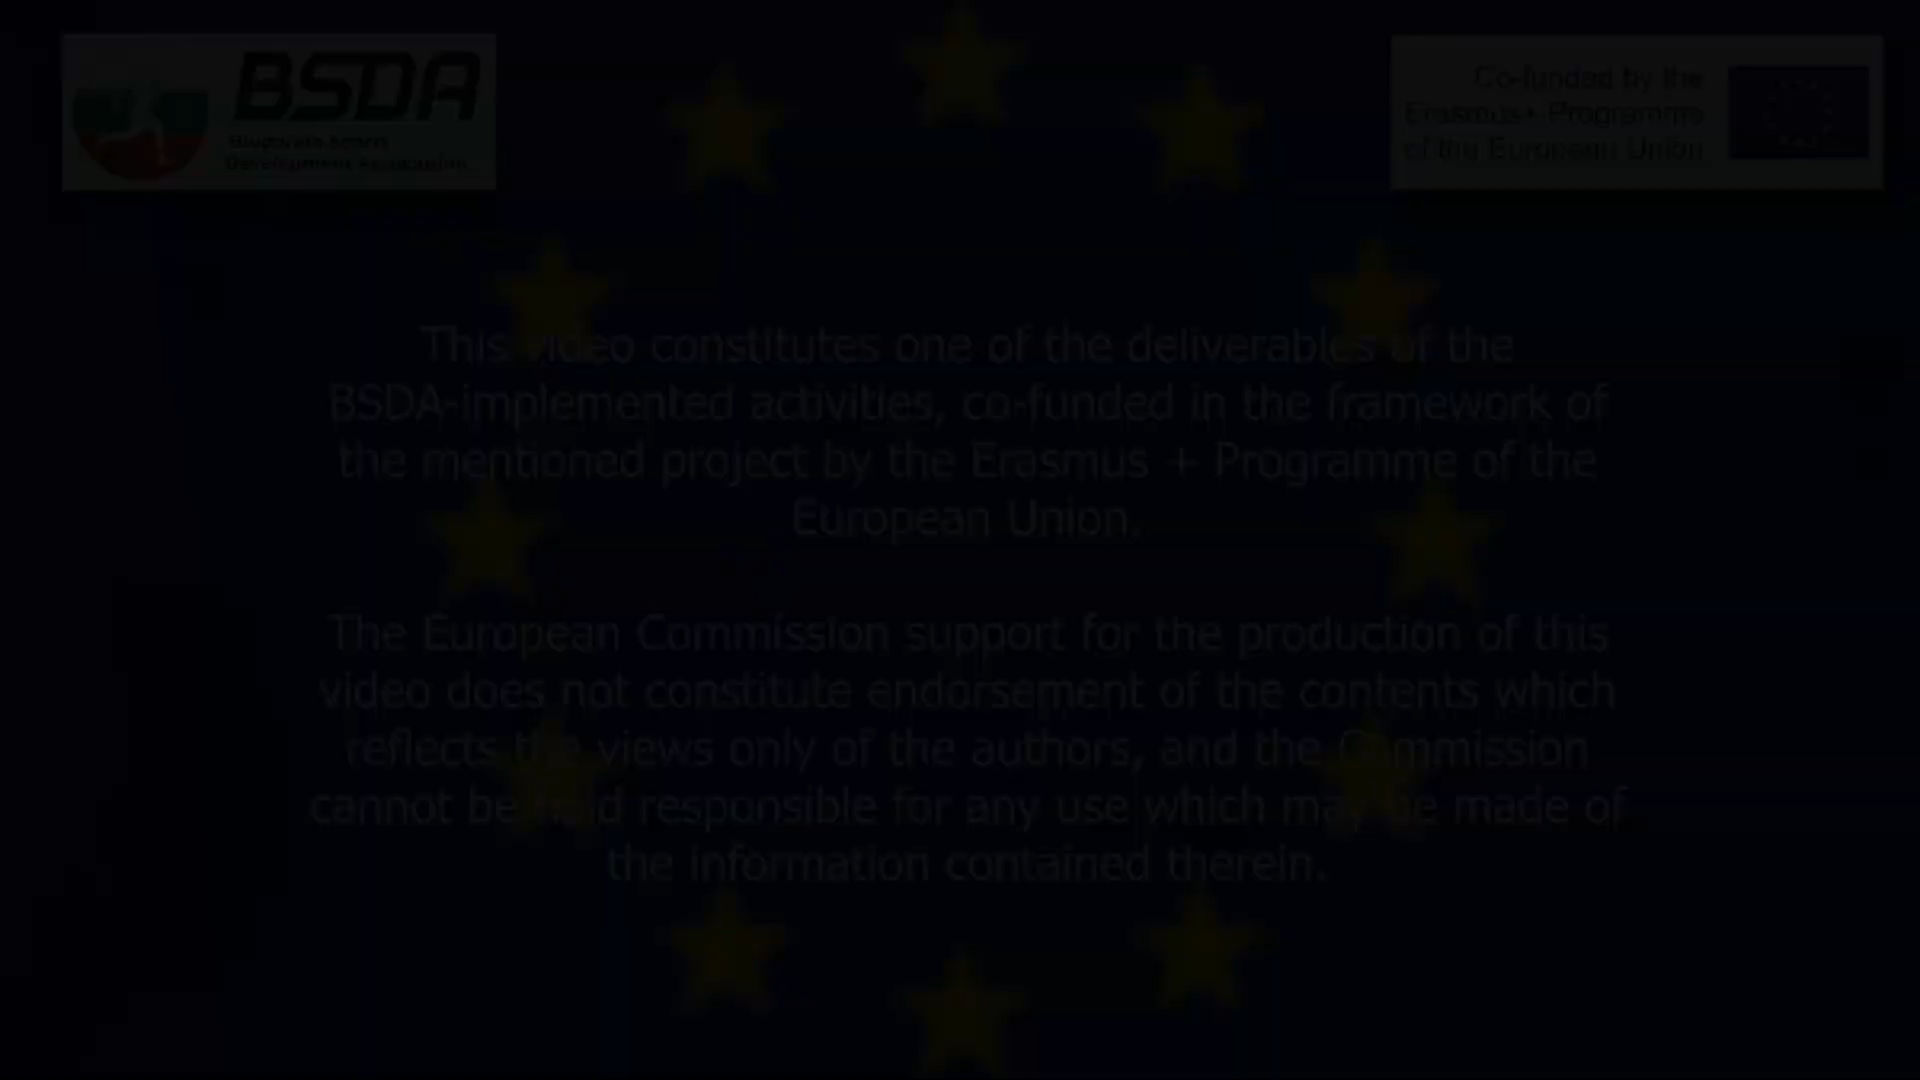 BSDA
Development Association
Co-funded by the
Erasmus+ Programme
of the European Union
This video constitutes one of the deliverables of the
BSDA-implemented activities, co-funded in the framework of
the mentioned project by the Erasmus + Programme of the
European Union.
The European Commission support for the production of this
video does not constitute endorsement of the contents which
reflects the views only of the authors, and the Commission
cannot be held responsible for any use which may be made of
the information contained therein.